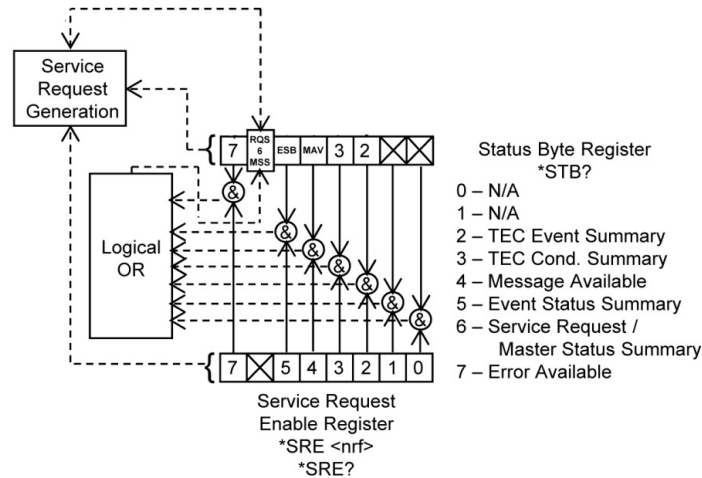 Service
Request
Generation
7
RQS
6
MSS
ESB
MAV
3
2
Status Byte Register
*STB?
0 – N/A
1 – N/A
2 – TEC Event Summary
3 – TEC Cond. Summary
4 – Message Available
5 – Event Status Summary
6 – Service Request /
Master Status Summary
7 – Error Available
&
&
&
&
&
&
&
Logical
OR
7
5
4
3
2
1
0
Service Request
Enable Register
*SRE <nrf>
*SRE?